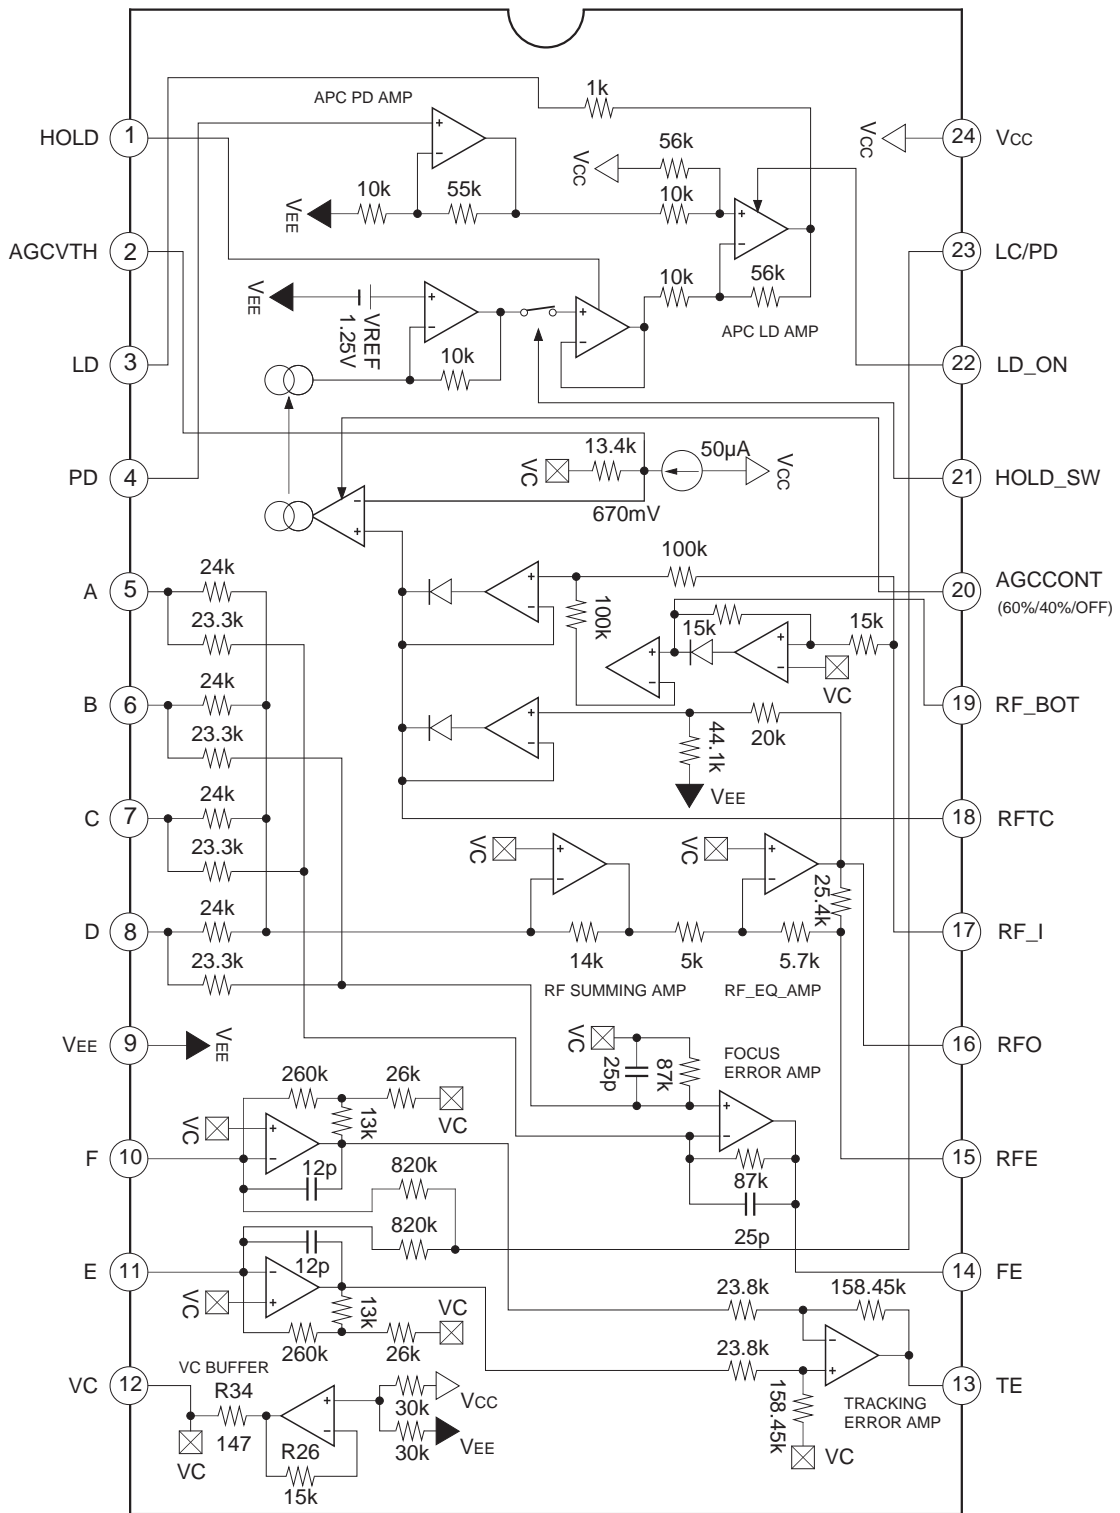 1k
APC PD AMP
HOLD 1
24 VCC
VCC
VCC
56k
10k
55k
10k
VEE
AGCVTH 2
23 LC/PD
10k
56k
VEE
VREF
1.25V
APC LD AMP
10k
LD 3
22 LD_ON
13.4k
50µA
VC
VCC
PD 4
21 HOLD_SW
670mV
100k
24k
A 5
20 AGCCONT
(60%/40%/OFF)
23.3k
100k
15k
15k
VC
24k
B 6
19 RF_BOT
23.3k
20k
44.1k
VEE
24k
C 7
18 RFTC
23.3k
VC
VC
25.4k
24k
D 8
17 RF_I
14k
5k
5.7k
23.3k
RF SUMMING AMP
RF_EQ_AMP
VEE 9
VEE
VC
25p
87k
FOCUS
ERROR AMP
16 RFO
260k
26k
VC
VC
13k
F 10
15 RFE
12p
820k
87k
820k
25p
E 11
12p
14 FE
VC
13k
VC
23.8k
158.45k
260k
26k
23.8k
VC BUFFER
VC 12
R34
VCC
30k
13 TE
158.45k
TRACKING
ERROR AMP
147
VEE
30k
VC
R26
VC
15k